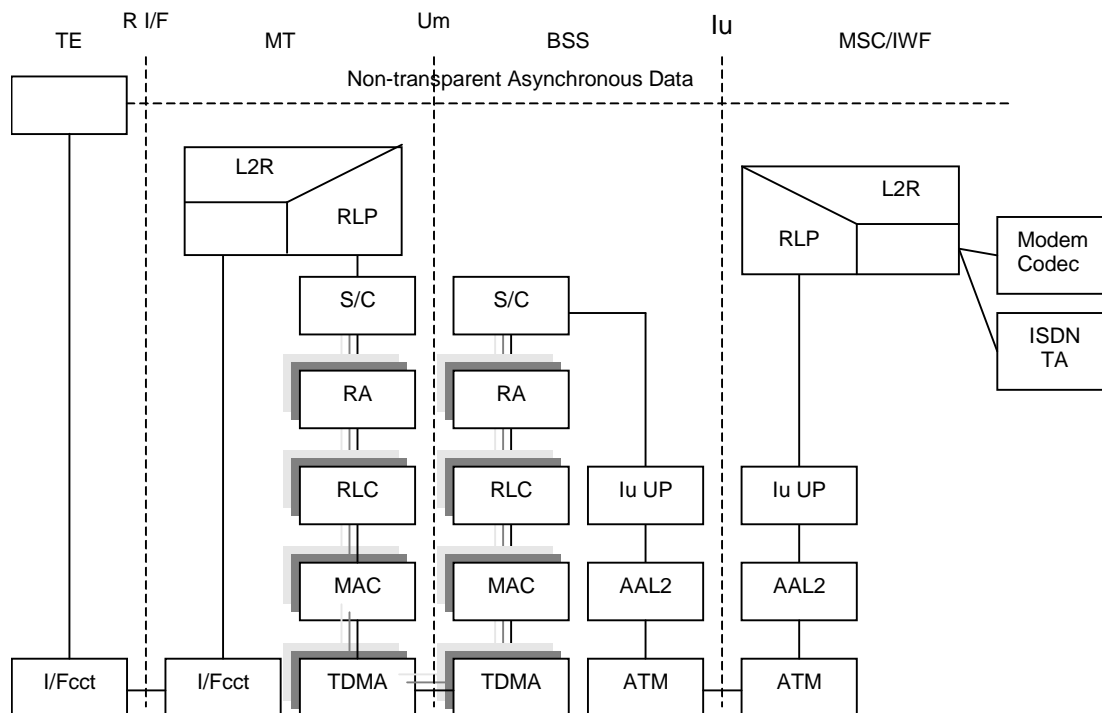 R I/F Um Iu
TE MT BSS MSC/IWF
Non-transparent Asynchronous Data
L2R
RLP
L2R
RLP
Modem
Codec
S/C S/C
ISDN
TA
RA RA
RLC RLC Iu UP Iu UP
MAC MAC AAL2 AAL2
I/Fcct I/Fcct TDMA TDMA ATM ATM